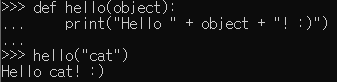 >>> def hello(object):
...     print("Hello " + object + "! :)")
...
>>> hello("cat")
Hello cat! :)